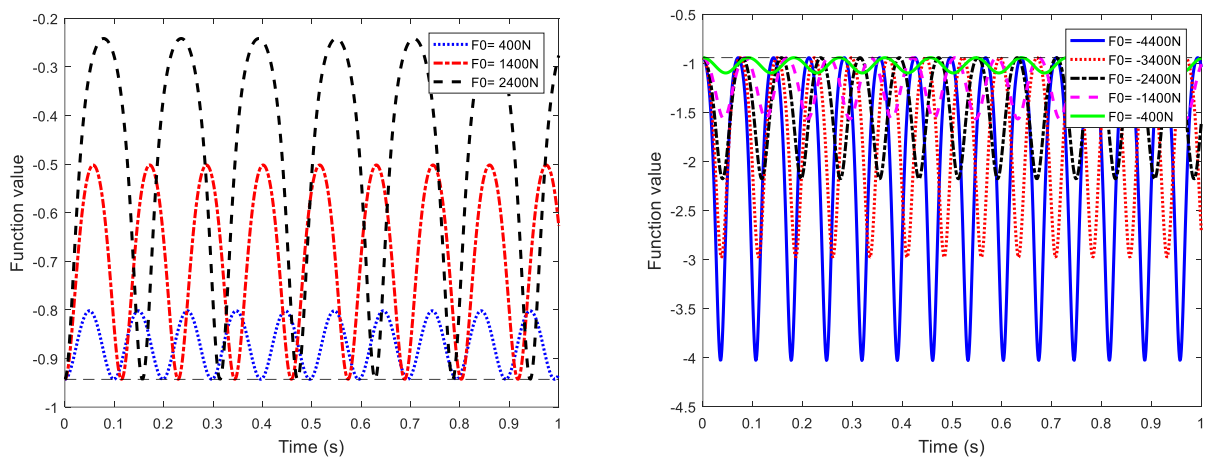 -0.2
-0.3
-0.4
-0.5
-0.6
-0.7
-0.8
-0.9
-1
Function value
0 0.1 0.2 0.3 0.4 0.5 0.6 0.7 0.8 0.9 1
Time (s)
F0= 400N
F0= 1400N
F0= 2400N
-0.5
-1
-1.5
-2
-2.5
-3
-3.5
-4
-4.5
Function value
0 0.1 0.2 0.3 0.4 0.5 0.6 0.7 0.8 0.9 1
Time (s)
F0= -4400N
F0= -3400N
F0= -2400N
F0= -1400N
F0= -400N